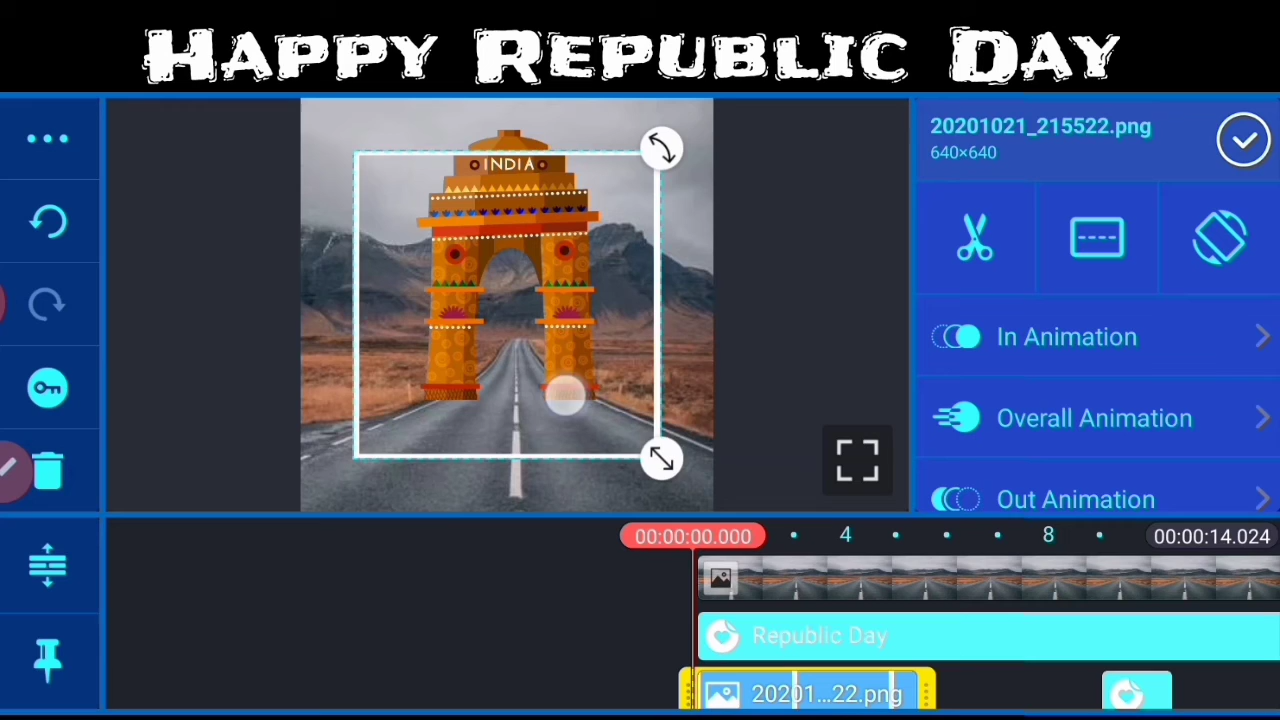 Happy Republic Day
INDIA
20201021_215522.png
640×640
In Animation
Overall Animation
Out Animation
00:00:00.000
4
8
00:00:14.024
Republic Day
20201...22.png